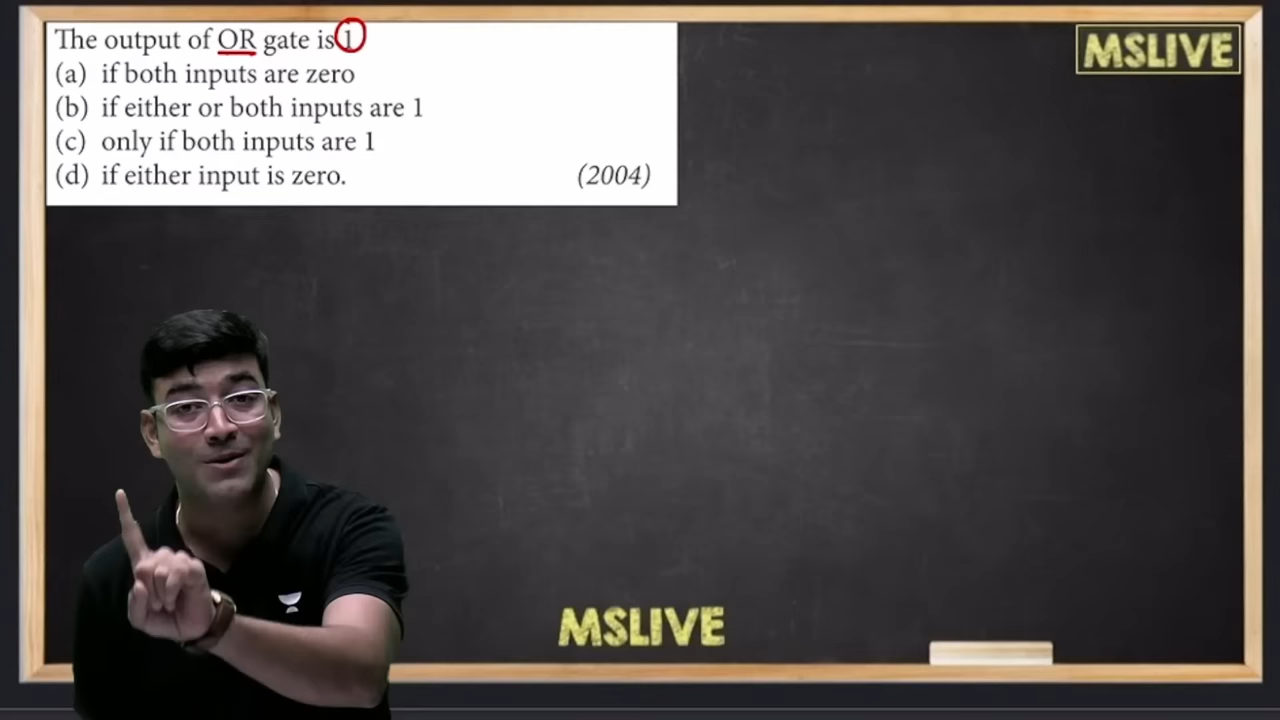 The output of OR gate is 1
(a) if both inputs are zero
(b) if either or both inputs are 1
(c) only if both inputs are 1
(d) if either input is zero. (2004)
MSLIVE
MSLIVE